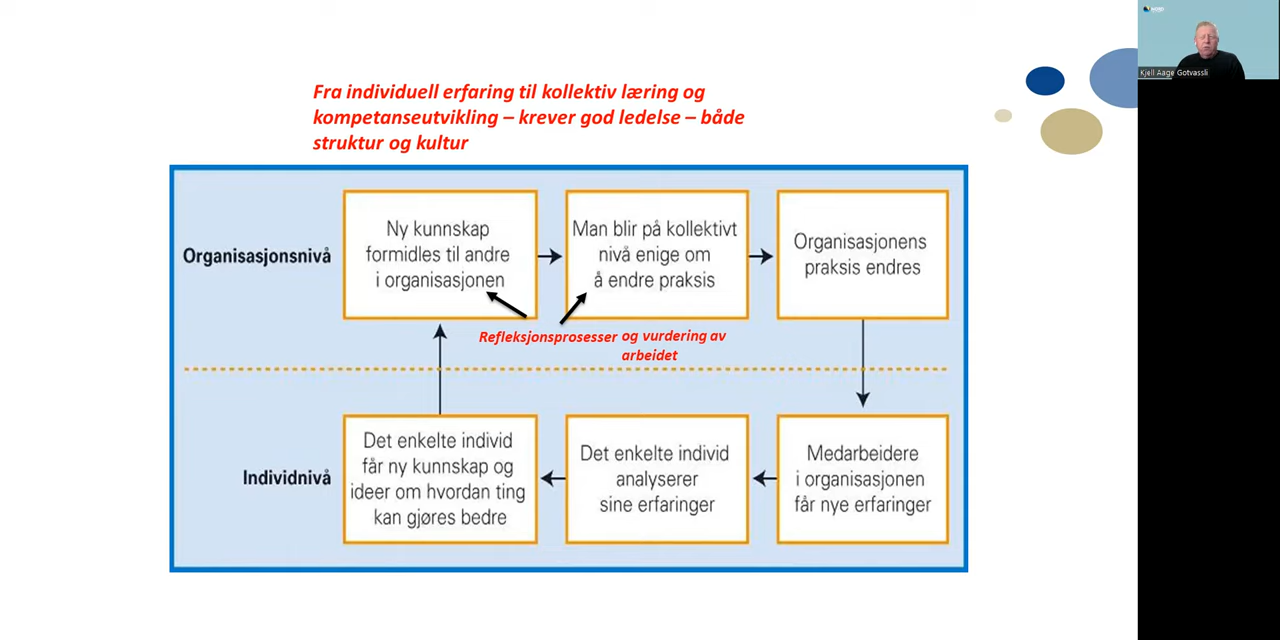 Fra individuell erfaring til kollektiv læring og
kompetanseutvikling – krever god ledelse – både
struktur og kultur
Organisasjonsnivå
Ny kunnskap
formidles til andre
i organisasjonen
Man blir på kollektivt
nivå enige om
å endre praksis
Organisasjonens
praksis endres
Refleksjonsprosesser og vurdering av
arbeidet
Individnivå
Det enkelte individ
får ny kunnskap og
ideer om hvordan ting
kan gjøres bedre
Det enkelte individ
analyserer
sine erfaringer
Medarbeidere
i organisasjonen
får nye erfaringer
Kjell Aage Gotvassli